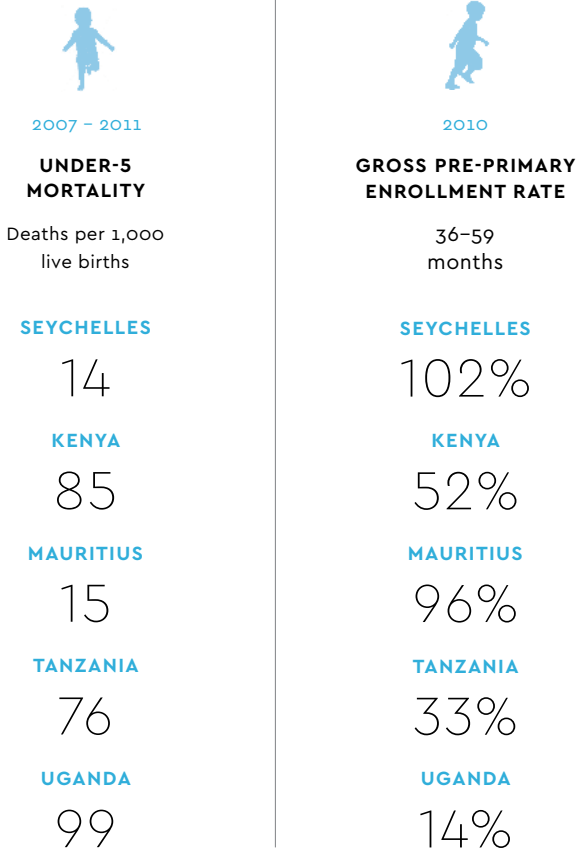 2007 – 2011
UNDER-5
MORTALITY
Deaths per 1,000
live births
SEYCHELLES
14
KENYA
85
MAURITIUS
15
TANZANIA
76
UGANDA
99
2010
GROSS PRE-PRIMARY
ENROLLMENT RATE
36–59
months
SEYCHELLES
102%
KENYA
52%
MAURITIUS
96%
TANZANIA
33%
UGANDA
14%